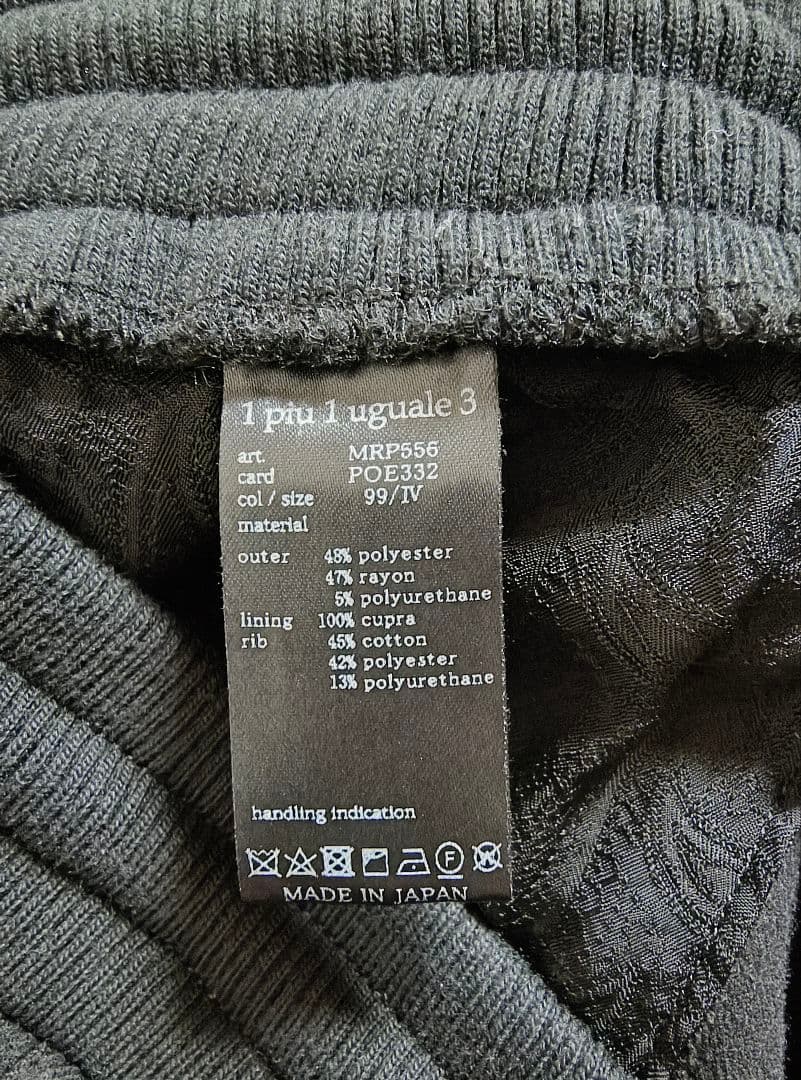 1 piu 1 uguale 3
art. MRP556
card POE332
col / size 99/IV
material
outer 48% polyester
47% rayon
5% polyurethane
lining 100% cupra
rib 45% cotton
42% polyester
13% polyurethane
handling indication
F W
MADE IN JAPAN